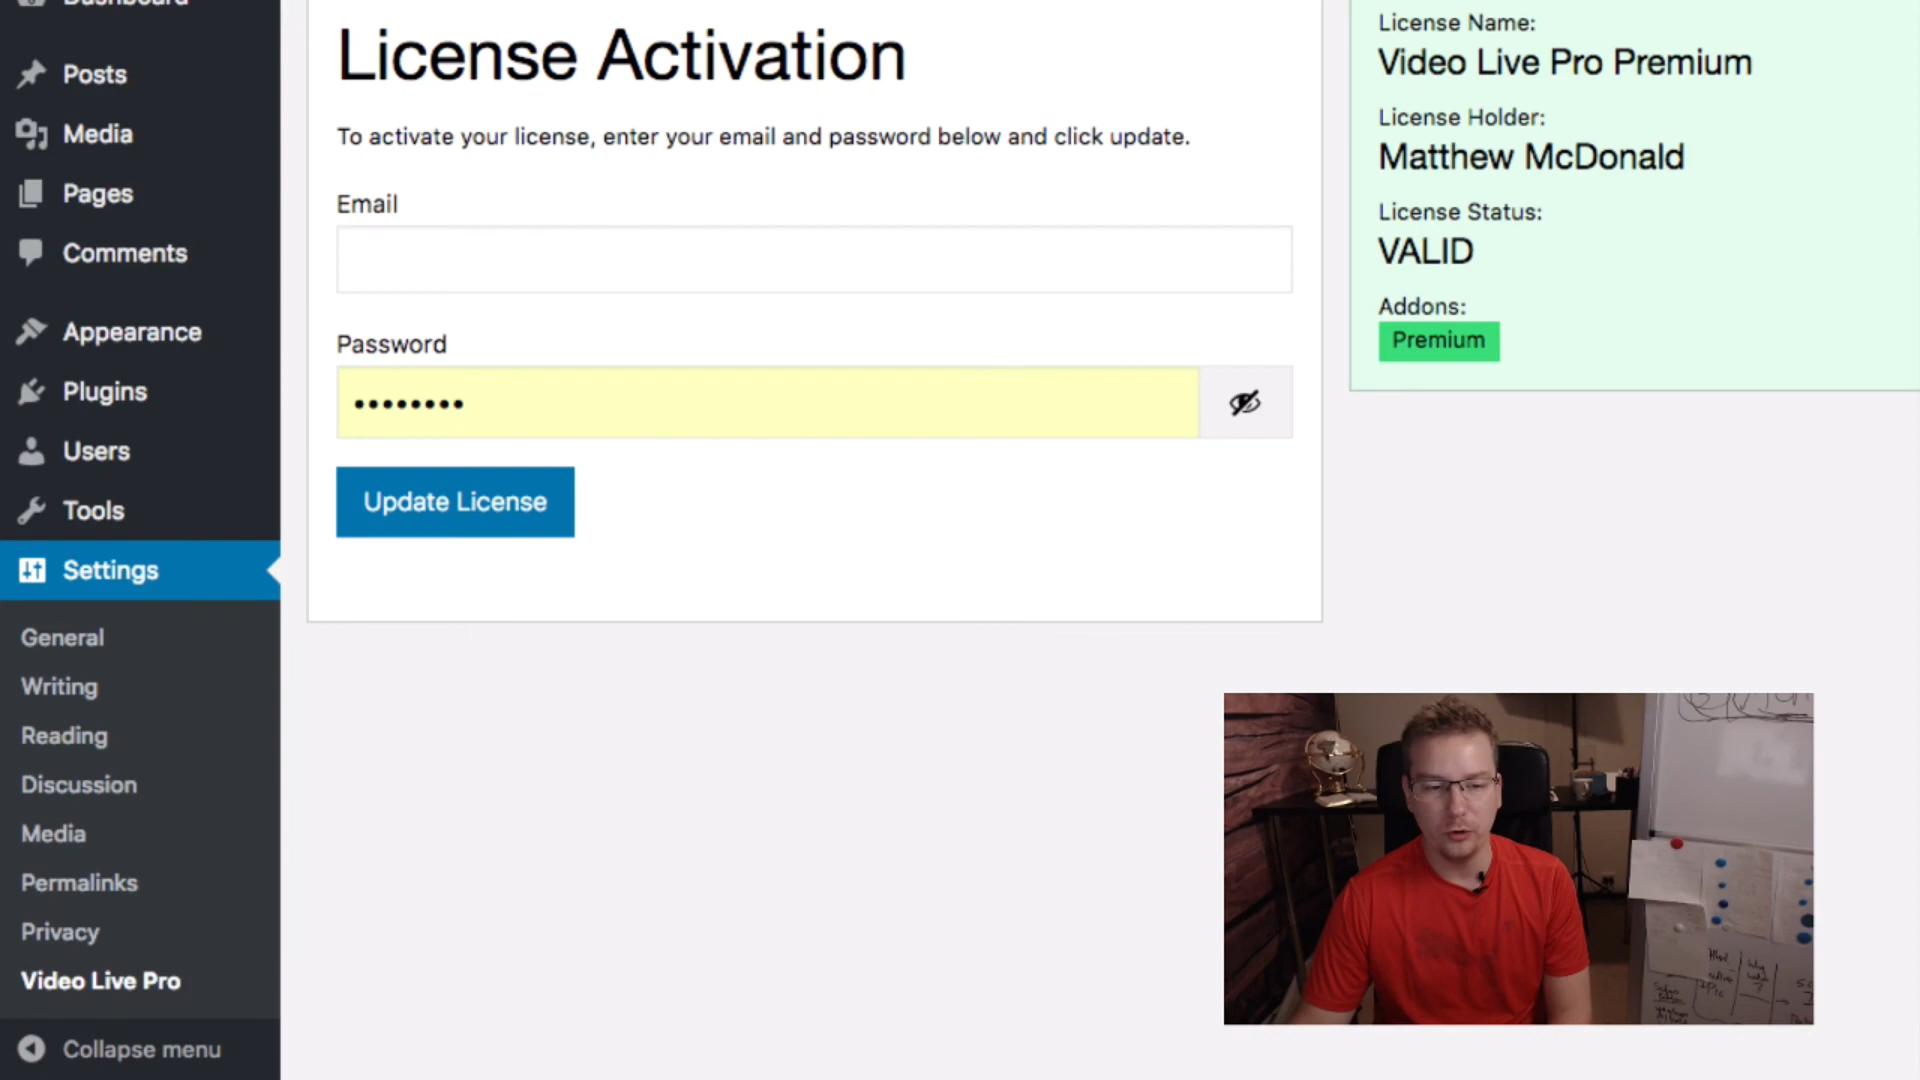 Dashboard
Posts
Media
Pages
Comments
Appearance
Plugins
Users
Tools
Settings
General
Writing
Reading
Discussion
Media
Permalinks
Privacy
Video Live Pro
Collapse menu
License Activation
To activate your license, enter your email and password below and click update.
Email
Password
••••••••
Update License
License Name:
Video Live Pro Premium
License Holder:
Matthew McDonald
License Status:
VALID
Addons:
Premium